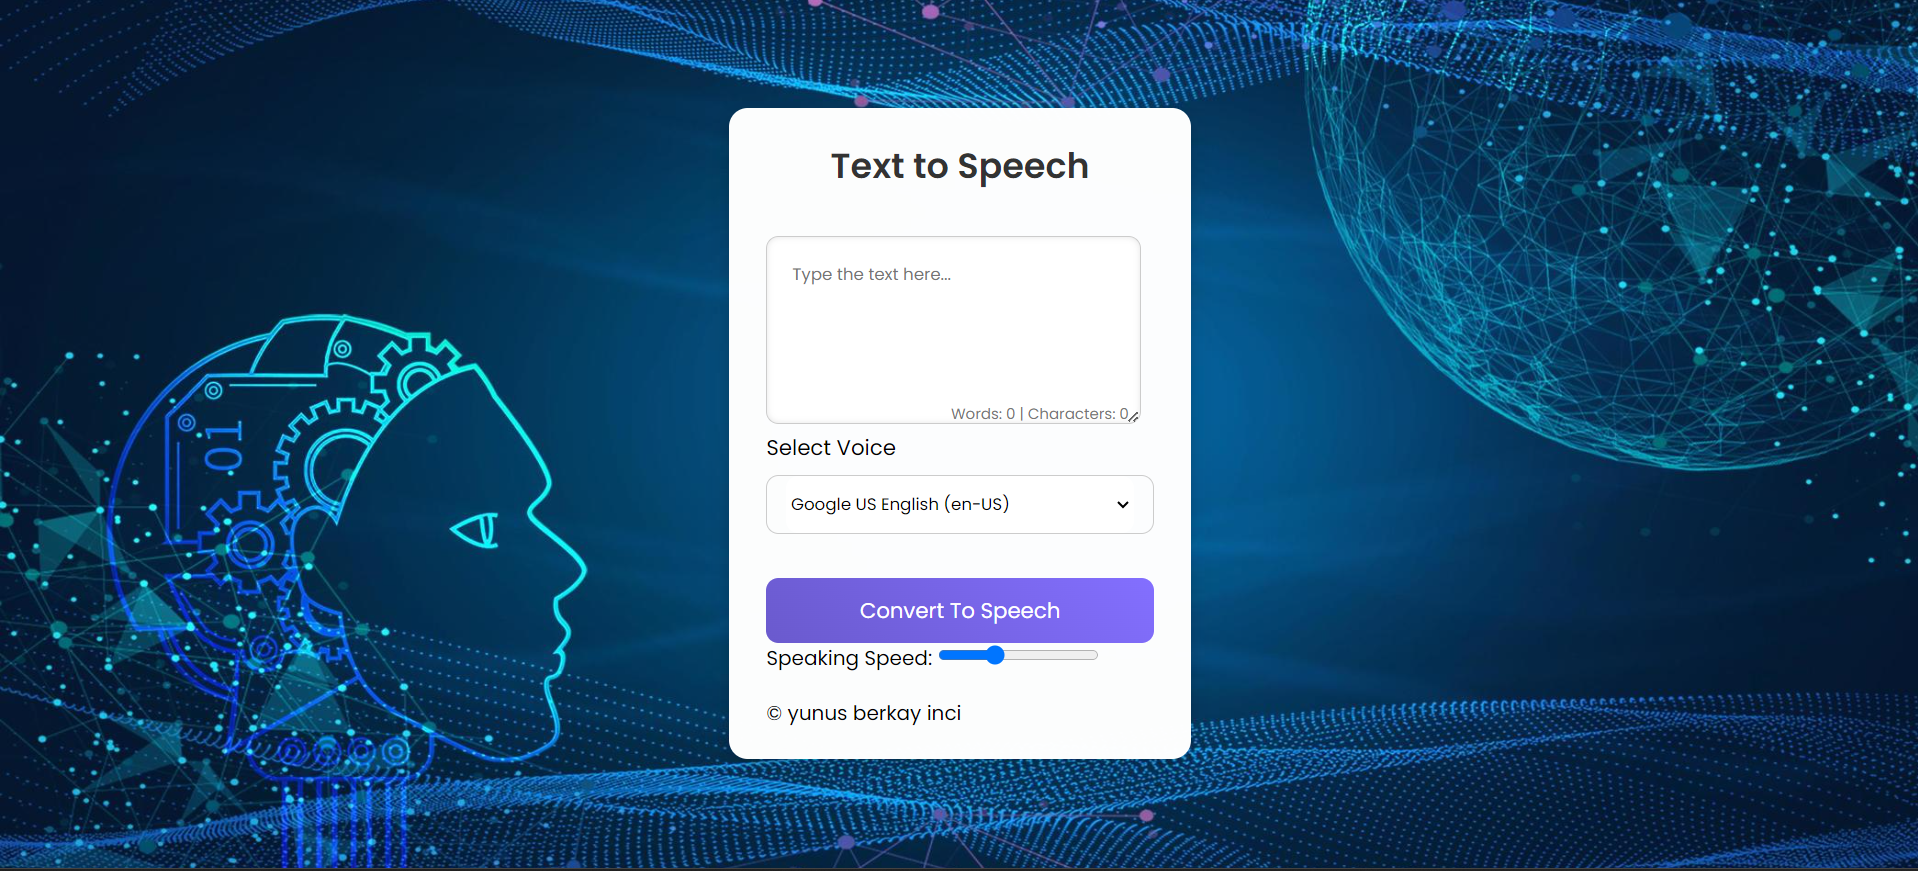 Text to Speech
Type the text here...
Words: 0 | Characters: 0
Select Voice
Google US English (en-US)
Convert To Speech
Speaking Speed:
© yunus berkay inci
01